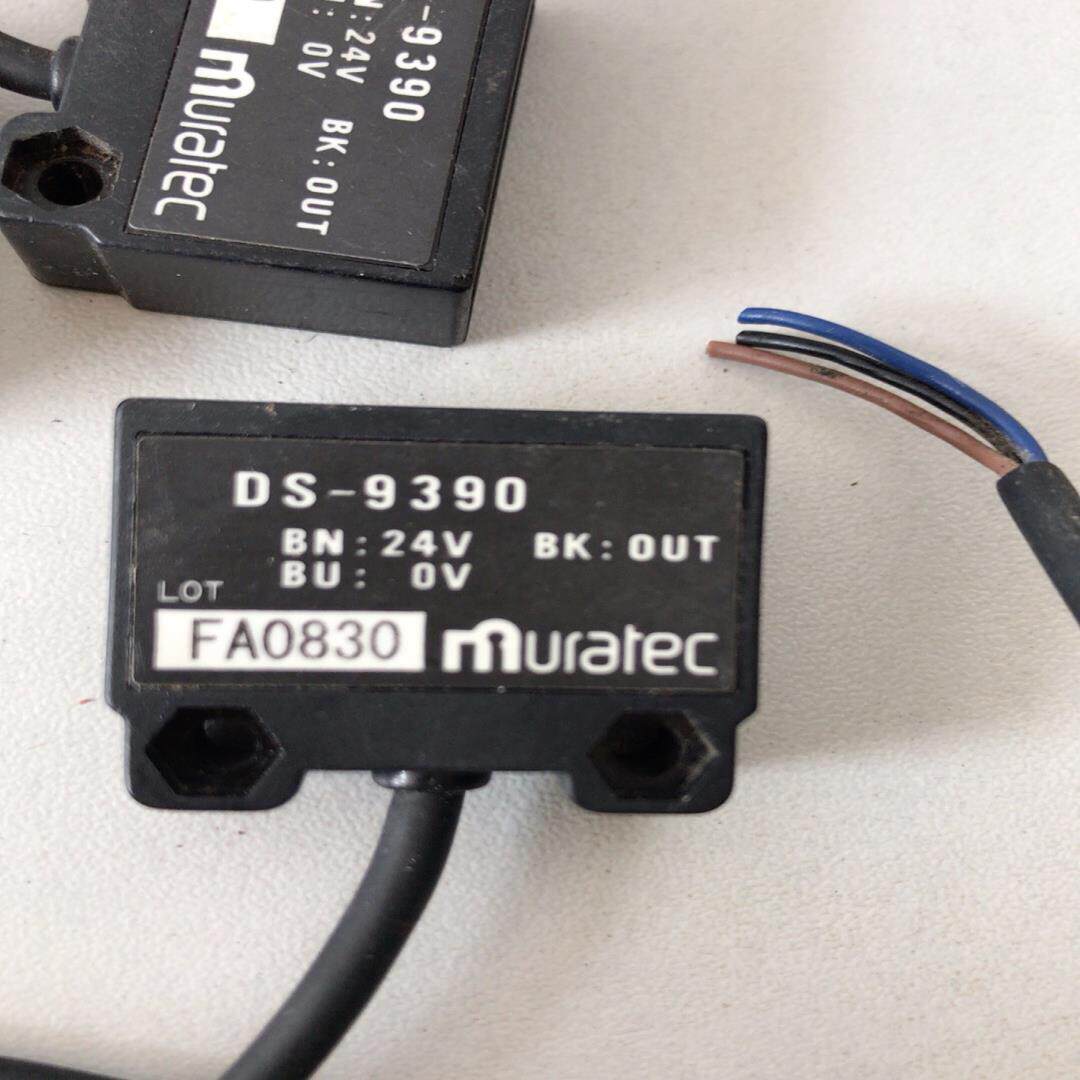 -9390
N:24V BK:OUT
: 0V
muratec
DS-9390
BN: 24V BK: OUT
BU: 0V
LOT
FA0830 muratec